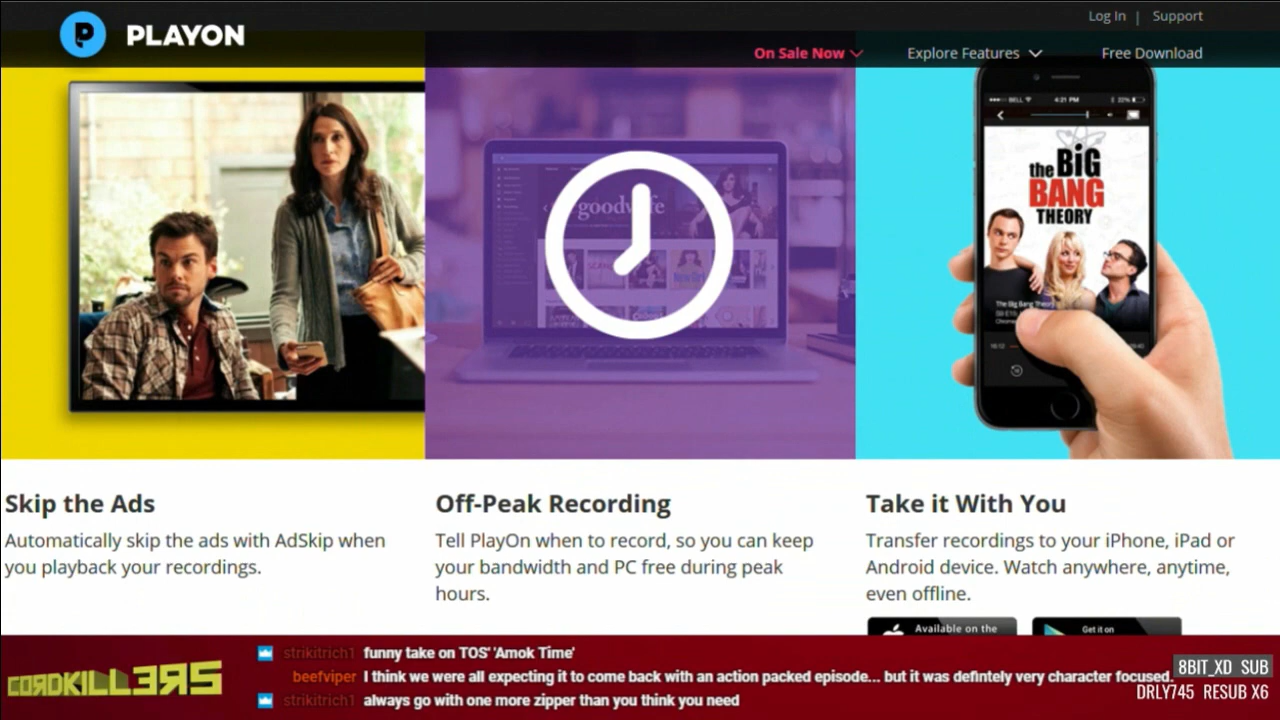 Log In | Support
PLAYON
On Sale Now
Explore Features
Free Download
BELL 4:21 PM 22%
the BiG
BANG
THEORY
goodwife
The Big Bang Theory
Skip the Ads
Automatically skip the ads with AdSkip when
you playback your recordings.
Off-Peak Recording
Tell PlayOn when to record, so you can keep
your bandwidth and PC free during peak
hours.
Take it With You
Transfer recordings to your iPhone, iPad or
Android device. Watch anywhere, anytime,
even offline.
Available on the
Get it on
CORDKILLERS
strikitrich1 funny take on TOS' 'Amok Time'
beefviper I think we were all expecting it to come back with an action packed episode... but it was defintely very character focused.
strikitrich1 always go with one more zipper than you think you need
8BIT_XD SUB
DRLY745 RESUB X6